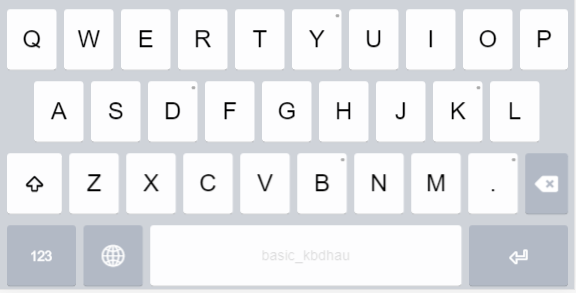 Q W E R T Y U I O P
A S D F G H J K L
Z X C V B N M .
123 basic_kbdhau